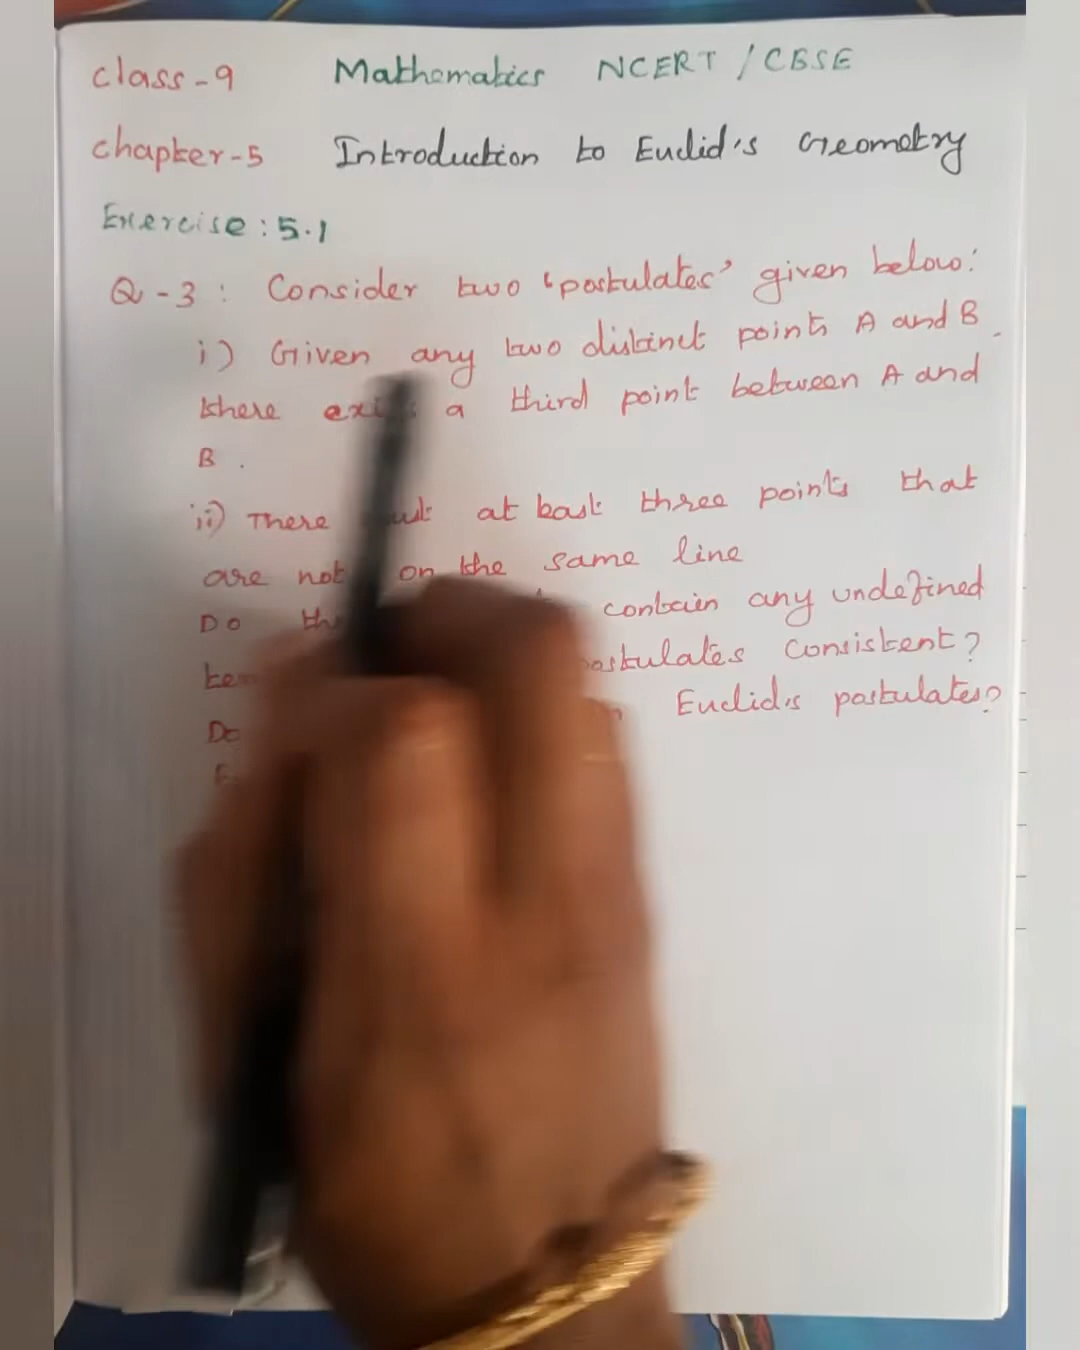 class-9 Mathematics NCERT / CBSE
chapter-5 Introduction to Euclid's Geometry
Exercise: 5.1
Q-3: Consider two 'postulates' given below:
i) Given any two distinct points A and B
there a third point between A and
B.
ii) There at least three points that
are not on the same line
Do contain any undefined
postulates consistent?
Do Euclid's postulates?